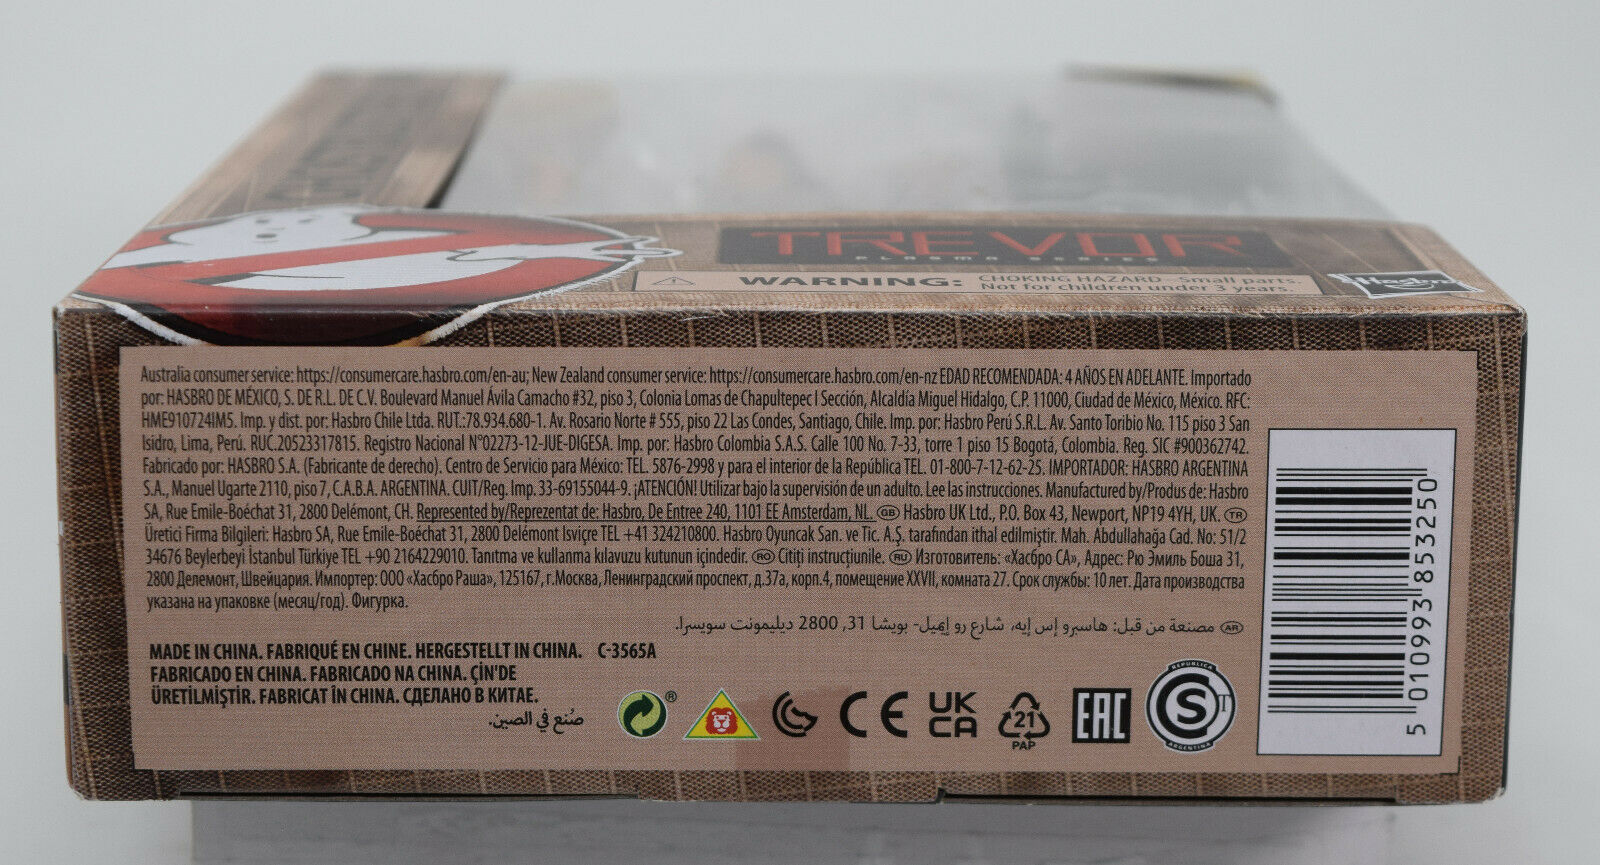 TREVOR
PLASMA SERIES
WARNING: CHOKING HAZARD-Small parts.
Not for children under 3 years.
Hasbro
Australia consumer service: https://consumercare.hasbro.com/en-au; New Zealand consumer service: https://consumercare.hasbro.com/en-nz EDAD RECOMENDADA: 4 AÑOS EN ADELANTE. Importado
por: HASBRO DE MÉXICO, S. DE R.L. DE C.V. Boulevard Manuel Ávila Camacho #32, piso 3, Colonia Lomas de Chapultepec I Sección, Alcaldía Miguel Hidalgo, C.P. 11000, Ciudad de México, México. RFC:
HME910724IM5. Imp. y dist. por: Hasbro Chile Ltda. RUT.:78.934.680-1. Av. Rosario Norte # 555, piso 22 Las Condes, Santiago, Chile. Imp. por: Hasbro Perú S.R.L. Av. Santo Toribio No. 115 piso 3 San
Isidro, Lima, Perú. RUC.20523317815. Registro Nacional N°02273-12-JUE-DIGESA. Imp. por: Hasbro Colombia S.A.S. Calle 100 No. 7-33, torre 1 piso 15 Bogotá, Colombia. Reg. SIC #900362742.
Fabricado por: HASBRO S.A. (Fabricante de derecho). Centro de Servicio para México: TEL. 5876-2998 y para el interior de la República TEL. 01-800-7-12-62-25. IMPORTADOR: HASBRO ARGENTINA
S.A., Manuel Ugarte 2110, piso 7, C.A.B.A. ARGENTINA. CUIT/Reg. Imp. 33-69155044-9. ¡ATENCIÓN! Utilizar bajo la supervisión de un adulto. Lee las instrucciones. Manufactured by/Produs de: Hasbro
SA, Rue Emile-Boéchat 31, 2800 Delémont, CH. Represented by/Reprezentat de: Hasbro, De Entree 240, 1101 EE Amsterdam, NL. GB Hasbro UK Ltd., P.O. Box 43, Newport, NP19 4YH, UK. TR
Üretici Firma Bilgileri: Hasbro SA, Rue Emile-Boéchat 31, 2800 Delémont İsviçre TEL +41 324210800. Hasbro Oyuncak San. ve Tic. A.Ş. tarafından ithal edilmiştir. Mah. Abdullahağa Cad. No: 51/2
34676 Beylerbeyi İstanbul Türkiye TEL +90 2164229010. Tanıtma ve kullanma kılavuzu kutunun içindedir. RO Citiți instrucțiunile. RU Изготовитель: «Хасбро СА», Адрес: Рю Эмиль Боша 31,
2800 Делемонт, Швейцария. Импортер: ООО «Хасбро Раша», 125167, г.Москва, Ленинградский проспект, д.37а, корп.4, помещение XXVII, комната 27. Срок службы: 10 лет. Дата производства
указана на упаковке (месяц/год). Фигурка.
AR مصنعة من قبل: هاسبرو إس إيه، شارع رو إميل- بويشا 31, 2800 ديليمونت سويسرا.
MADE IN CHINA. FABRIQUÉ EN CHINE. HERGESTELLT IN CHINA. C-3565A
FABRICADO EN CHINA. FABRICADO NA CHINA. ÇİN'DE
ÜRETİLMİŞTİR. FABRICAT ÎN CHINA. СДЕЛАНО В КИТАЕ.
صُنع في الصين.
®
CE
UK
CA
21
PAP
EAC
REPUBLICA
S T
ARGENTINA
5 010993 853250